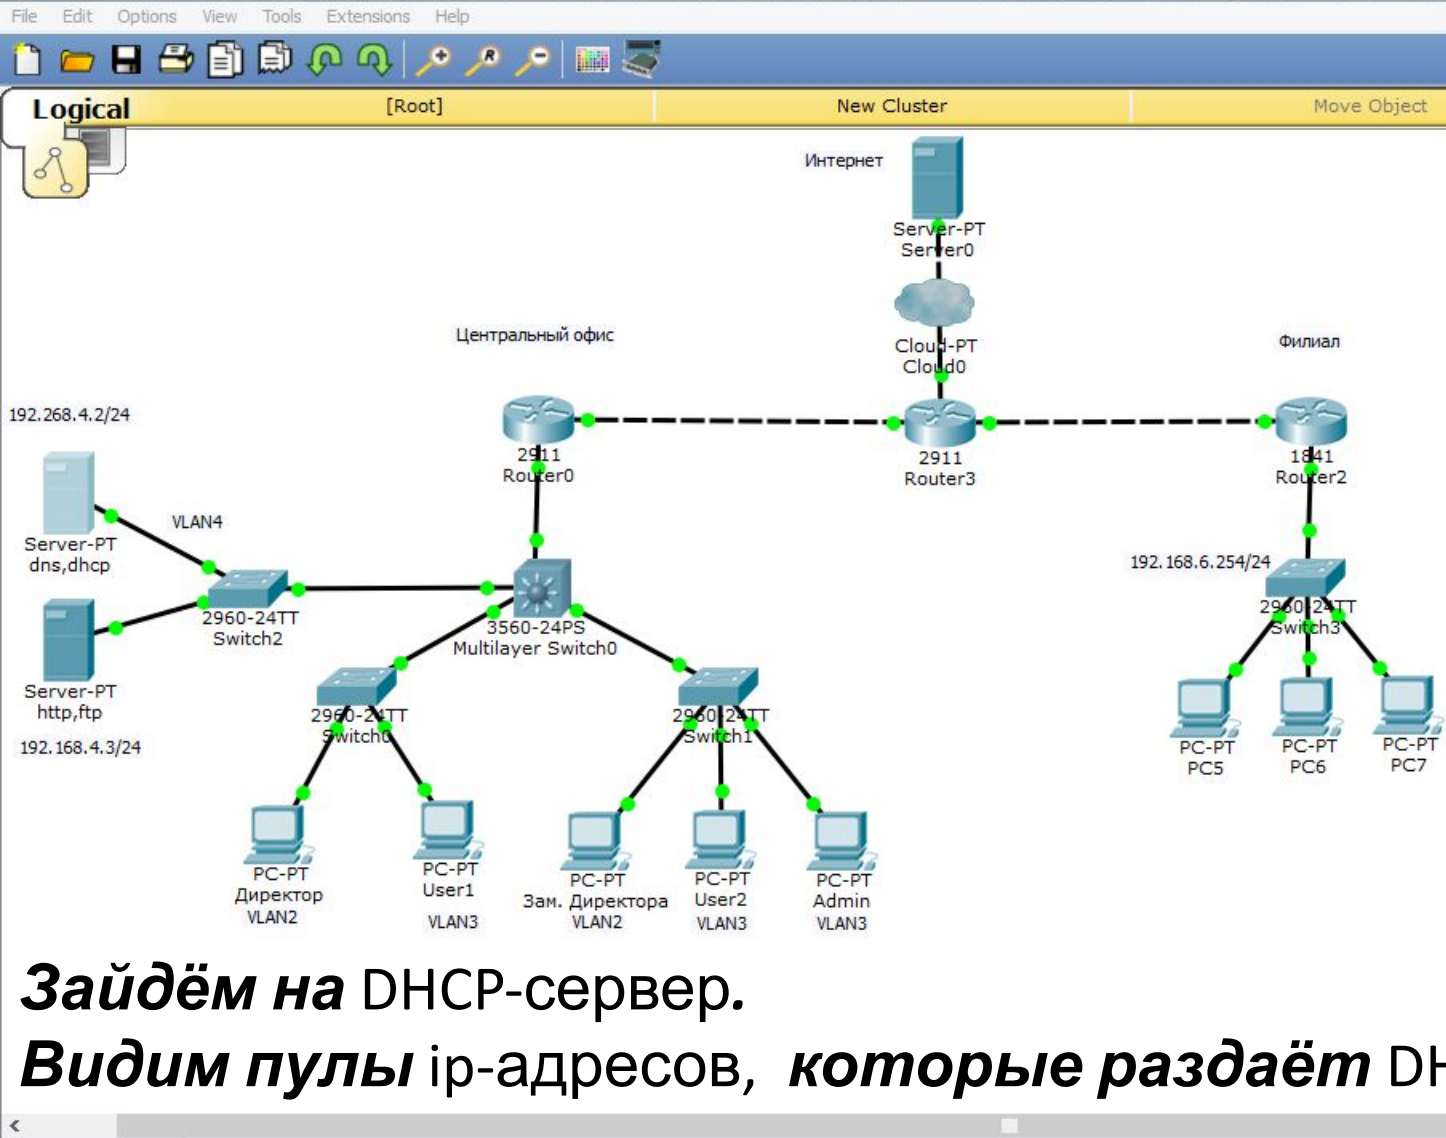 File Edit Options View Tools Extensions Help
Logical [Root] New Cluster Move Object
R
Интернет
Server-PT
Server0
Cloud-PT
Cloud0
Центральный офис
Филиал
192.268.4.2/24
2911
Router0
2911
Router3
1841
Router2
VLAN4
Server-PT
dns,dhcp
192.168.6.254/24
2960-24TT
Switch2
3560-24PS
Multilayer Switch0
2960-24TT
Switch3
Server-PT
http,ftp
192.168.4.3/24
2960-24TT
Switch0
2960-24TT
Switch1
PC-PT
PC5
PC-PT
PC6
PC-PT
PC7
PC-PT
Директор
VLAN2
PC-PT
User1
VLAN3
PC-PT
Зам. Директора
VLAN2
PC-PT
User2
VLAN3
PC-PT
Admin
VLAN3
Зайдём на DHCP-сервер.
Видим пулы ip-адресов, которые раздаёт DH